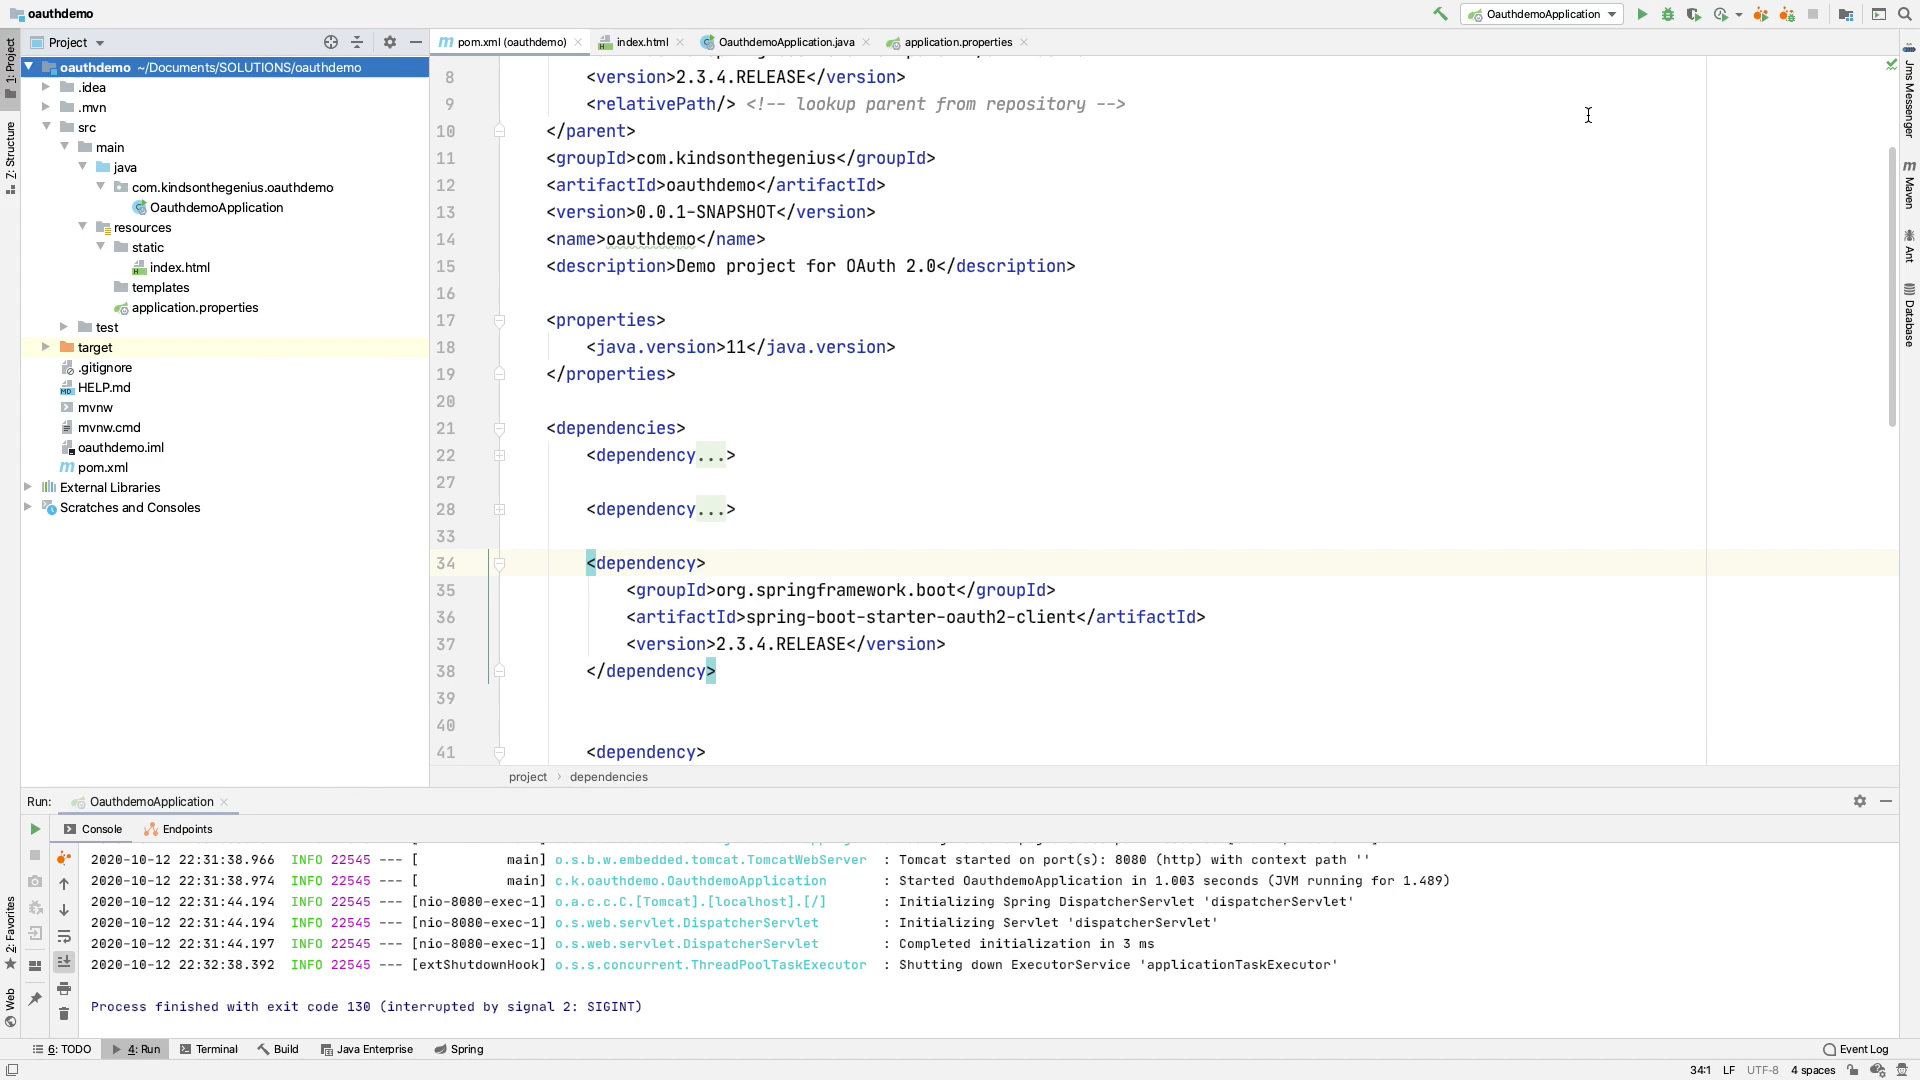 oauthdemo
OauthdemoApplication
Project
pom.xml (oauthdemo)
index.html
OauthdemoApplication.java
application.properties
1: Project
Z: Structure
2: Favorites
Web
Jms Messenger
Maven
Ant
Database
oauthdemo ~/Documents/SOLUTIONS/oauthdemo
.idea
.mvn
src
main
java
com.kindsonthegenius.oauthdemo
OauthdemoApplication
resources
static
index.html
templates
application.properties
test
target
.gitignore
HELP.md
mvnw
mvnw.cmd
oauthdemo.iml
pom.xml
External Libraries
Scratches and Consoles
8 <version>2.3.4.RELEASE</version>
9 <relativePath/> <!-- lookup parent from repository -->
10 </parent>
11 <groupId>com.kindsonthegenius</groupId>
12 <artifactId>oauthdemo</artifactId>
13 <version>0.0.1-SNAPSHOT</version>
14 <name>oauthdemo</name>
15 <description>Demo project for OAuth 2.0</description>
16
17 <properties>
18 <java.version>11</java.version>
19 </properties>
20
21 <dependencies>
22 <dependency...>
27
28 <dependency...>
33
34 <dependency>
35 <groupId>org.springframework.boot</groupId>
36 <artifactId>spring-boot-starter-oauth2-client</artifactId>
37 <version>2.3.4.RELEASE</version>
38 </dependency>
39
40
41 <dependency>
project › dependencies
Run: OauthdemoApplication
Console Endpoints
2020-10-12 22:31:38.966 INFO 22545 --- [ main] o.s.b.w.embedded.tomcat.TomcatWebServer : Tomcat started on port(s): 8080 (http) with context path ''
2020-10-12 22:31:38.974 INFO 22545 --- [ main] c.k.oauthdemo.OauthdemoApplication : Started OauthdemoApplication in 1.003 seconds (JVM running for 1.489)
2020-10-12 22:31:44.194 INFO 22545 --- [nio-8080-exec-1] o.a.c.c.C.[Tomcat].[localhost].[/] : Initializing Spring DispatcherServlet 'dispatcherServlet'
2020-10-12 22:31:44.194 INFO 22545 --- [nio-8080-exec-1] o.s.web.servlet.DispatcherServlet : Initializing Servlet 'dispatcherServlet'
2020-10-12 22:31:44.197 INFO 22545 --- [nio-8080-exec-1] o.s.web.servlet.DispatcherServlet : Completed initialization in 3 ms
2020-10-12 22:32:38.392 INFO 22545 --- [extShutdownHook] o.s.s.concurrent.ThreadPoolTaskExecutor : Shutting down ExecutorService 'applicationTaskExecutor'
Process finished with exit code 130 (interrupted by signal 2: SIGINT)
6: TODO 4: Run Terminal Build Java Enterprise Spring Event Log
34:1 LF UTF-8 4 spaces